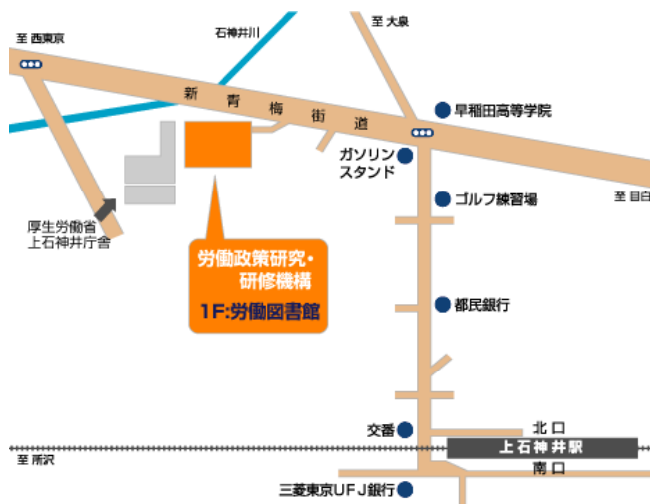 至 西東京
石神井川
至 大泉
新青梅街道
早稲田高等学院
ガソリン
スタンド
至 目白
ゴルフ練習場
厚生労働省
上石神井庁舎
労働政策研究・
研修機構
1F:労働図書館
都民銀行
交番
北口
上石神井駅
至 所沢
南口
三菱東京UFJ銀行